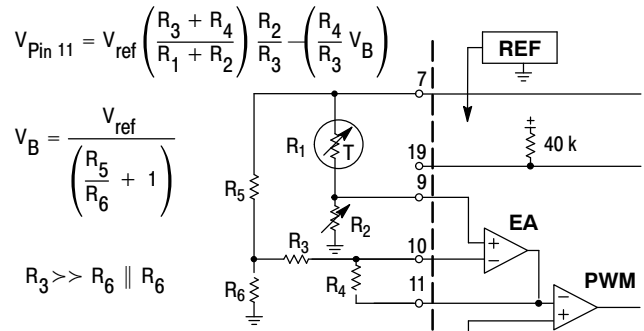 V_Pin 11 = V_ref ( (R_3 + R_4) / (R_1 + R_2) ) R_2 / R_3 − ( R_4 / R_3 V_B )
V_B = V_ref / ( R_5 / R_6 + 1 )
R_3 >> R_6 ∥ R_6
REF
7
R_1
T
+
−
40 k
19
R_5
9
R_2
EA
R_3
10
+
−
PWM
R_6
R_4
11
−
+